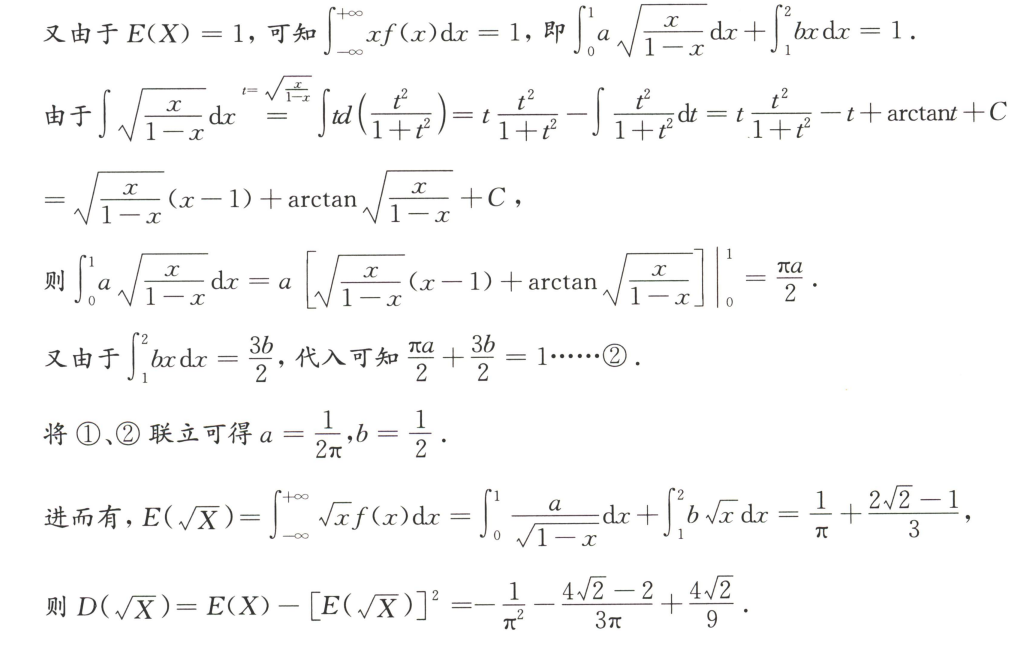 又由于 E(X) = 1, 可知 ∫_{-∞}^{+∞} xf(x)dx = 1, 即 ∫_0^1 a√(x/(1-x)) dx + ∫_1^2 bxdx = 1.
由于 ∫ √(x/(1-x)) dx \overset{t=√(x/(1-x))}{=} ∫ td(t²/(1+t²)) = t t²/(1+t²) - ∫ t²/(1+t²) dt = t t²/(1+t²) - t + arctant + C
= √(x/(1-x)) (x-1) + arctan √(x/(1-x)) + C,
则 ∫_0^1 a√(x/(1-x)) dx = a [√(x/(1-x)) (x-1) + arctan √(x/(1-x))] |_0^1 = πa/2.
又由于 ∫_1^2 bxdx = 3b/2, 代入可知 πa/2 + 3b/2 = 1……②.
将 ①、② 联立可得 a = 1/(2π), b = 1/2.
进而有, E(√X) = ∫_{-∞}^{+∞} √x f(x)dx = ∫_0^1 a/√(1-x) dx + ∫_1^2 b√x dx = 1/π + (2√2-1)/3,
则 D(√X) = E(X) - [E(√X)]² = -1/π² - (4√2-2)/(3π) + 4√2/9.